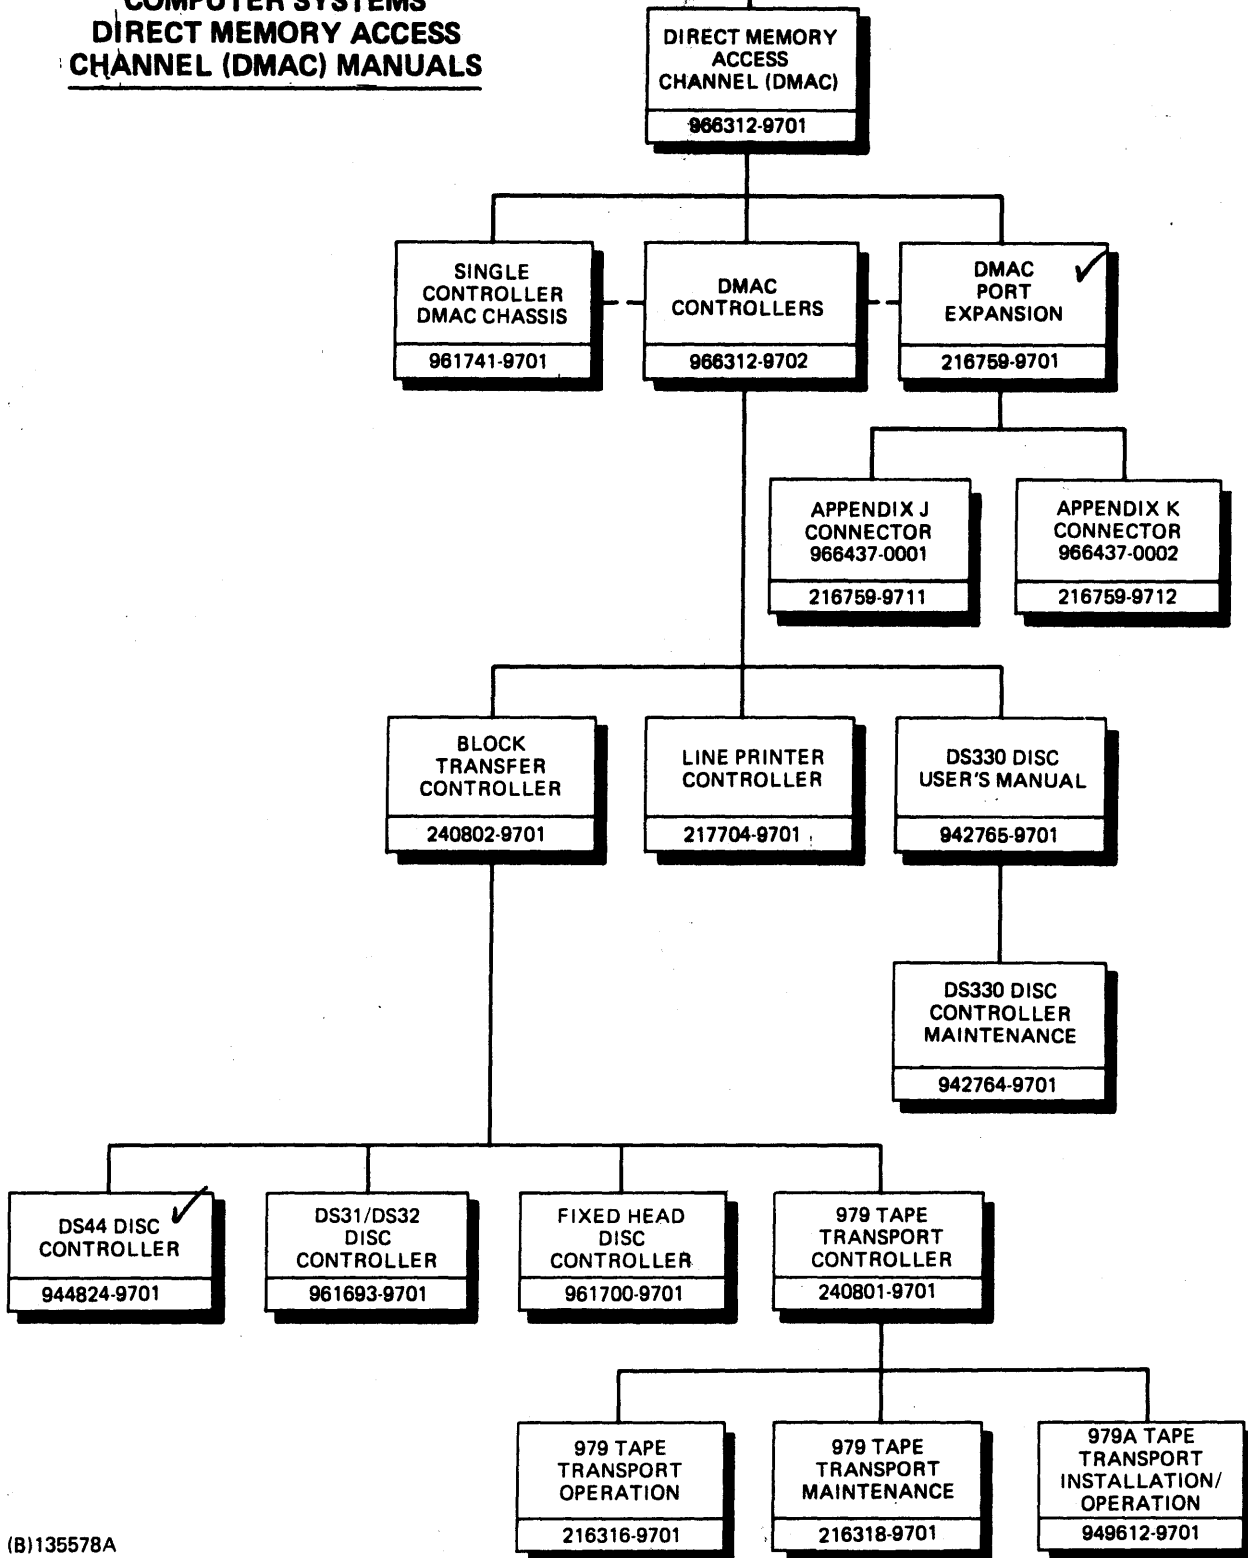 COMPUTER SYSTEMS
DIRECT MEMORY ACCESS
CHANNEL (DMAC) MANUALS
DIRECT MEMORY
ACCESS
CHANNEL (DMAC)
966312-9701
SINGLE
CONTROLLER
DMAC CHASSIS
961741-9701
DMAC
CONTROLLERS
966312-9702
DMAC
PORT
EXPANSION
216759-9701
APPENDIX J
CONNECTOR
966437-0001
216759-9711
APPENDIX K
CONNECTOR
966437-0002
216759-9712
BLOCK
TRANSFER
CONTROLLER
240802-9701
LINE PRINTER
CONTROLLER
217704-9701
DS330 DISC
USER'S MANUAL
942765-9701
DS330 DISC
CONTROLLER
MAINTENANCE
942764-9701
DS44 DISC
CONTROLLER
944824-9701
DS31/DS32
DISC
CONTROLLER
961693-9701
FIXED HEAD
DISC
CONTROLLER
961700-9701
979 TAPE
TRANSPORT
CONTROLLER
240801-9701
979 TAPE
TRANSPORT
OPERATION
216316-9701
979 TAPE
TRANSPORT
MAINTENANCE
216318-9701
979A TAPE
TRANSPORT
INSTALLATION/
OPERATION
949612-9701
(B)135578A